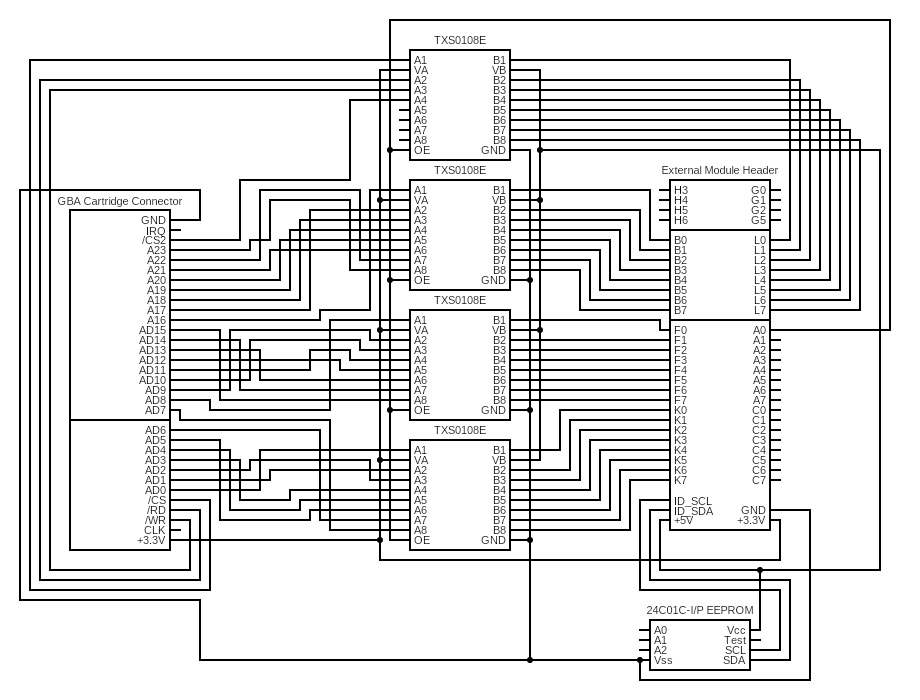 TXS0108E
A1 B1
VA VB
A2 B2
A3 B3
A4 B4
A5 B5
A6 B6
A7 B7
A8 B8
OE GND
TXS0108E
A1 B1
VA VB
A2 B2
A3 B3
A4 B4
A5 B5
A6 B6
A7 B7
A8 B8
OE GND
TXS0108E
A1 B1
VA VB
A2 B2
A3 B3
A4 B4
A5 B5
A6 B6
A7 B7
A8 B8
OE GND
TXS0108E
A1 B1
VA VB
A2 B2
A3 B3
A4 B4
A5 B5
A6 B6
A7 B7
A8 B8
OE GND
GBA Cartridge Connector
GND
IRQ
/CS2
A23
A22
A21
A20
A19
A18
A17
A16
AD15
AD14
AD13
AD12
AD11
AD10
AD9
AD8
AD7
AD6
AD5
AD4
AD3
AD2
AD1
AD0
/CS
/RD
/WR
CLK
+3.3V
External Module Header
H3 G0
H4 G1
H5 G2
H6 G5
B0 L0
B1 L1
B2 L2
B3 L3
B4 L4
B5 L5
B6 L6
B7 L7
F0 A0
F1 A1
F2 A2
F3 A3
F4 A4
F5 A5
F6 A6
F7 A7
K0 C0
K1 C1
K2 C2
K3 C3
K4 C4
K5 C5
K6 C6
K7 C7
ID_SCL
ID_SDA GND
+5V +3.3V
24C01C-I/P EEPROM
A0 Vcc
A1 Test
A2 SCL
Vss SDA